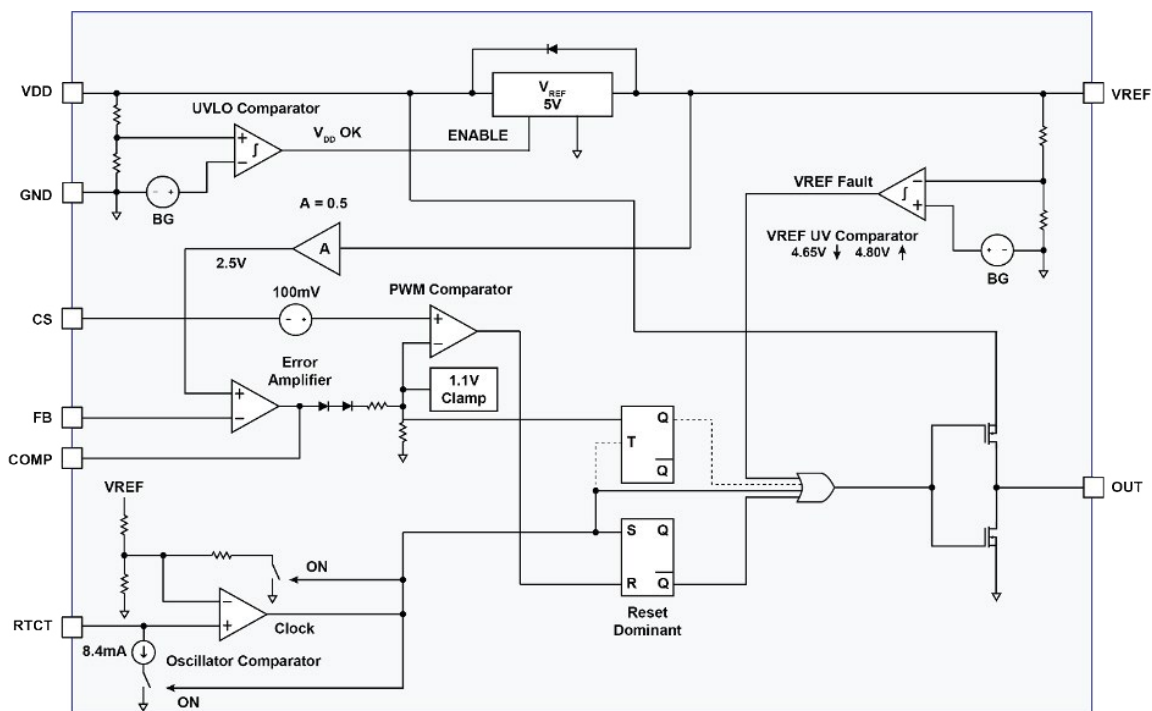 VDD
UVLO Comparator
V_DD OK
+
∫
−
GND
− +
BG
V_REF
5V
ENABLE
VREF
VREF Fault
−
∫
+
VREF UV Comparator
4.65V ↓ 4.80V ↑
+ −
BG
A = 0.5
A
2.5V
100mV
− +
CS
PWM Comparator
+
−
Error
Amplifier
+
−
1.1V
Clamp
FB
COMP
Q
T
Q
VREF
ON
−
+
Clock
RTCT
8.4mA
Oscillator Comparator
ON
S Q
R Q
Reset
Dominant
OUT